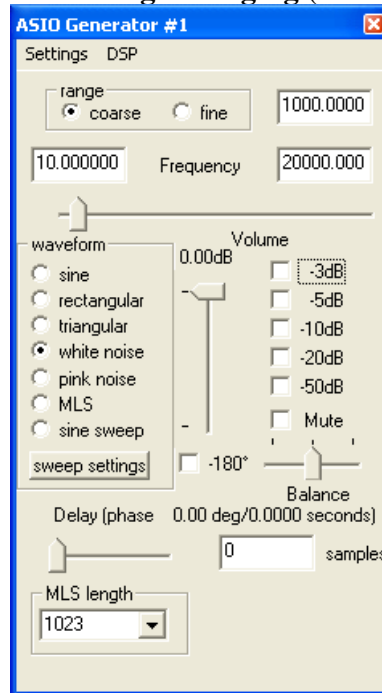 ASIO Generator #1
Settings DSP
range
coarse fine 1000.0000
10.000000 Frequency 20000.000
waveform
sine
rectangular
triangular
white noise
pink noise
MLS
sine sweep
sweep settings
Volume
0.00dB
-3dB
-5dB
-10dB
-20dB
-50dB
Mute
-180°
Balance
Delay (phase 0.00 deg/0.0000 seconds)
0 samples
MLS length
1023